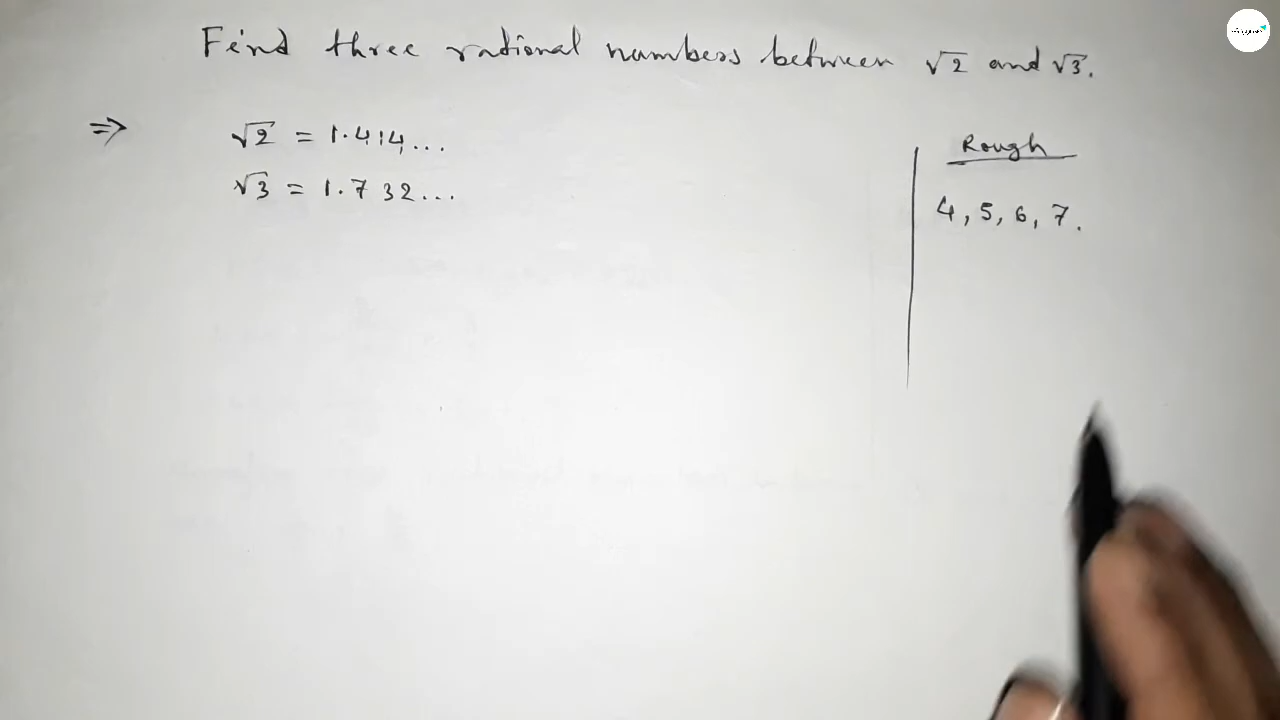 Find three rational numbers between √2 and √3.
⇒ √2 = 1.414...
√3 = 1.732...
Rough
4, 5, 6, 7.